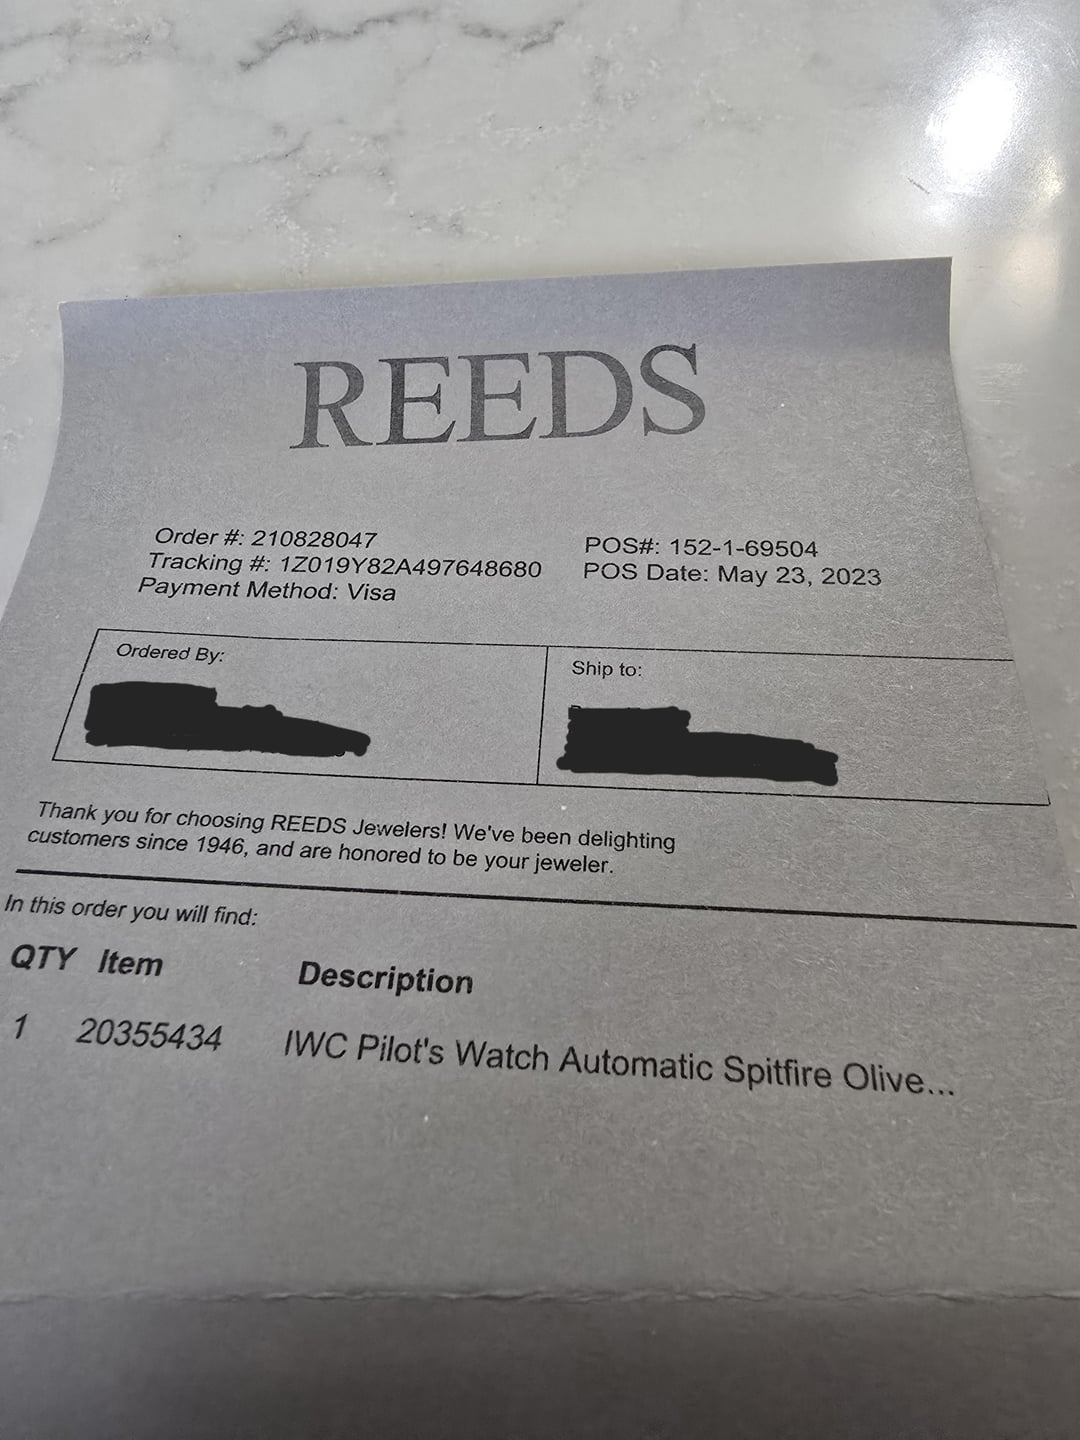 REEDS
Order #: 210828047
Tracking #: 1Z019Y82A497648680
Payment Method: Visa
POS#: 152-1-69504
POS Date: May 23, 2023
Ordered By:
Ship to:
Thank you for choosing REEDS Jewelers! We've been delighting
customers since 1946, and are honored to be your jeweler.
In this order you will find:
QTY Item Description
1 20355434 IWC Pilot's Watch Automatic Spitfire Olive...